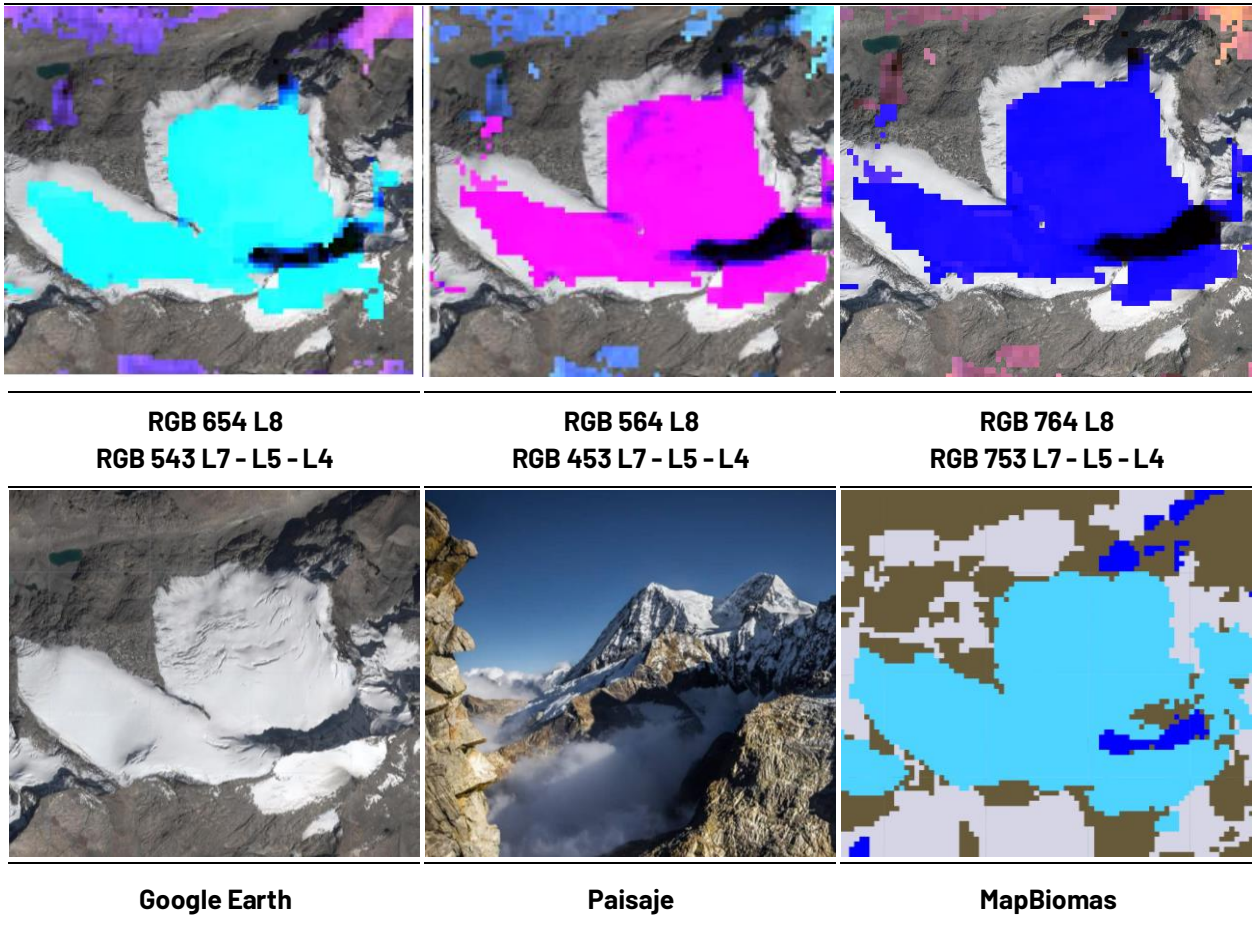 RGB 654 L8
RGB 543 L7 - L5 - L4
RGB 564 L8
RGB 453 L7 - L5 - L4
RGB 764 L8
RGB 753 L7 - L5 - L4
Google Earth
Paisaje
MapBiomas